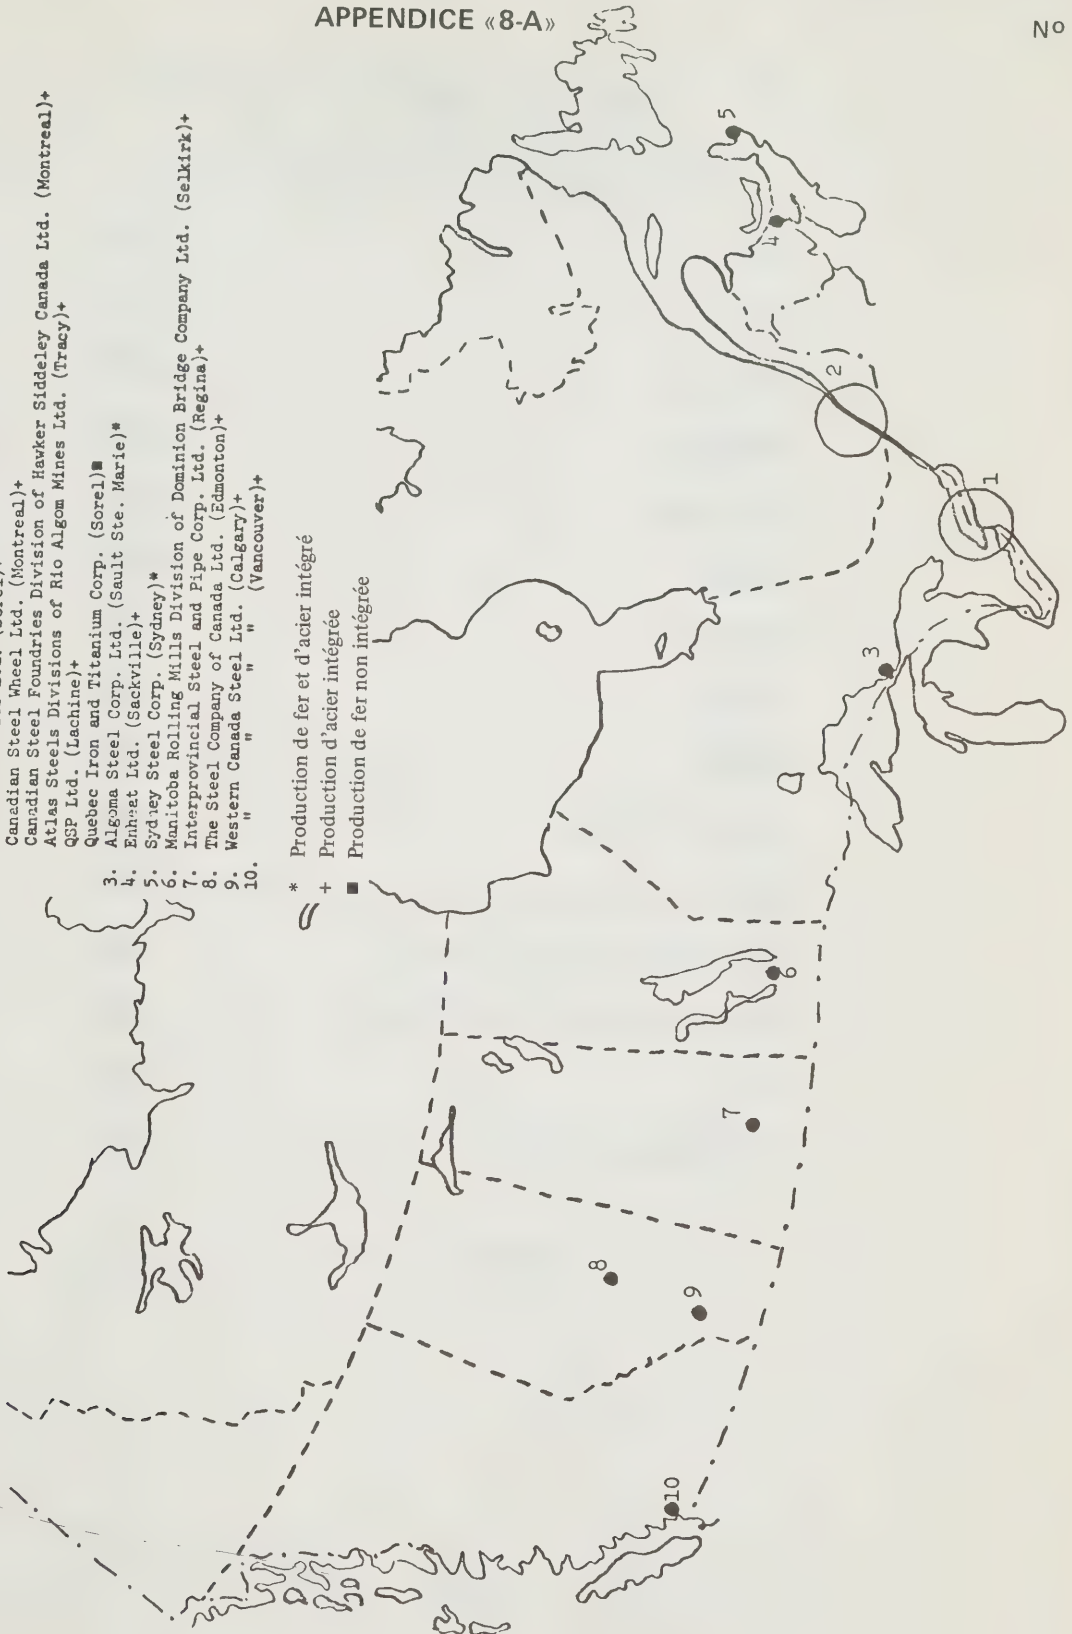 APPENDICE «8-A»
No
Canadian Steel Wheel Ltd. (Montreal)+
Canadian Steel Foundries Division of Hawker Siddeley Canada Ltd. (Montreal)+
Atlas Steels Divisions of Rio Algom Mines Ltd. (Tracy)+
QSP Ltd. (Lachine)+
Quebec Iron and Titanium Corp. (Sorel)■
3. Algoma Steel Corp. Ltd. (Sault Ste. Marie)*
4. Enheat Ltd. (Sackville)+
5. Sydney Steel Corp. (Sydney)*
6. Manitoba Rolling Mills Division of Dominion Bridge Company Ltd. (Selkirk)+
7. Interprovincial Steel and Pipe Corp. Ltd. (Regina)+
8. The Steel Company of Canada Ltd. (Edmonton)+
9. Western Canada Steel Ltd. (Calgary)+
10. " " " " (Vancouver)+
* Production de fer et d'acier intégré
+ Production d'acier intégrée
■ Production de fer non intégrée
5
4
2
1
3
6
7
8
9
10